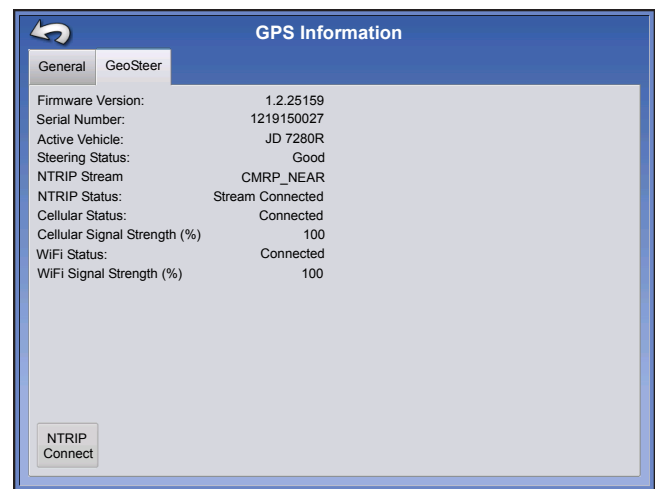 GPS Information
General GeoSteer
Firmware Version: 1.2.25159
Serial Number: 1219150027
Active Vehicle: JD 7280R
Steering Status: Good
NTRIP Stream CMRP_NEAR
NTRIP Status: Stream Connected
Cellular Status: Connected
Cellular Signal Strength (%) 100
WiFi Status: Connected
WiFi Signal Strength (%) 100
NTRIP
Connect